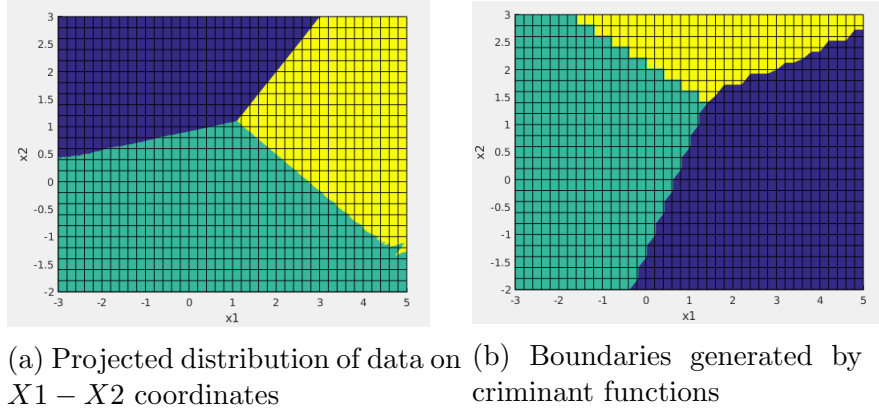 3
2.5
2
1.5
1
0.5
0
-0.5
-1
-1.5
-2
x2
-3 -2 -1 0 1 2 3 4 5
x1
(a) Projected distribution of data on
X1 − X2 coordinates
3
2.5
2
1.5
1
0.5
0
-0.5
-1
-1.5
-2
x2
-3 -2 -1 0 1 2 3 4 5
x1
(b) Boundaries generated by
criminant functions